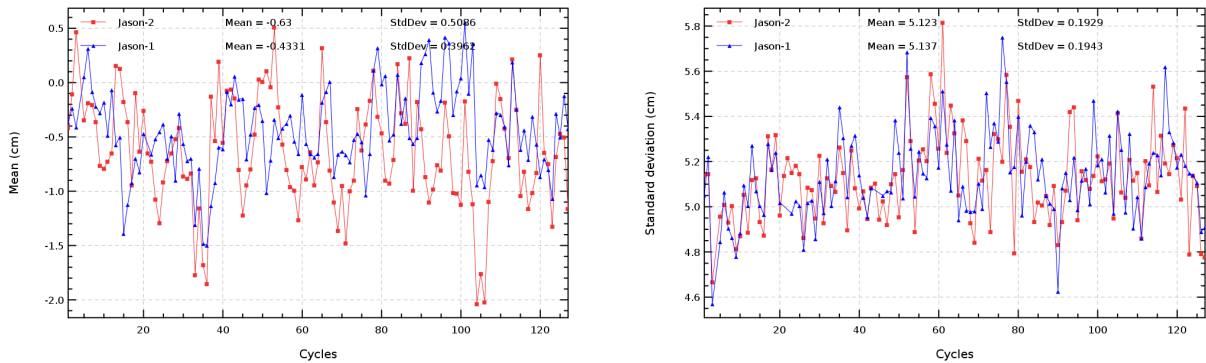 Jason-2 Mean = -0.63 StdDev = 0.5086
Jason-1 Mean = -0.4331 StdDev = 0.3962
0.5
0.0
-0.5
-1.0
-1.5
-2.0
Mean (cm)
20 40 60 80 100 120
Cycles
Jason-2 Mean = 5.123 StdDev = 0.1929
Jason-1 Mean = 5.137 StdDev = 0.1943
5.8
5.6
5.4
5.2
5.0
4.8
4.6
Standard deviation (cm)
20 40 60 80 100 120
Cycles